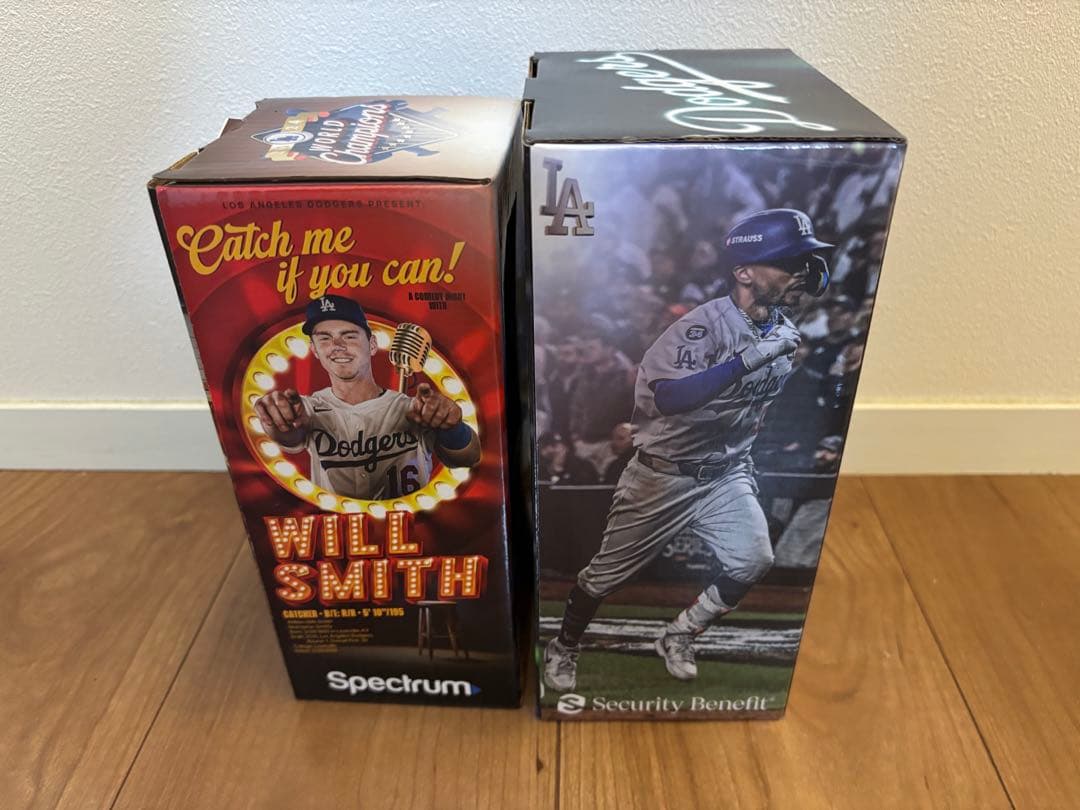 WORLD
Champions
LOS ANGELES DODGERS PRESENT:
Catch me
if you can!
A COMEDY NIGHT
WITH
LA
Dodgers
16
WILL
SMITH
CATCHER • B/T: R/R • 5' 10"/195
Spectrum
Dodgers
LA
STRAUSS
LA
LA
Dodgers
Security Benefit